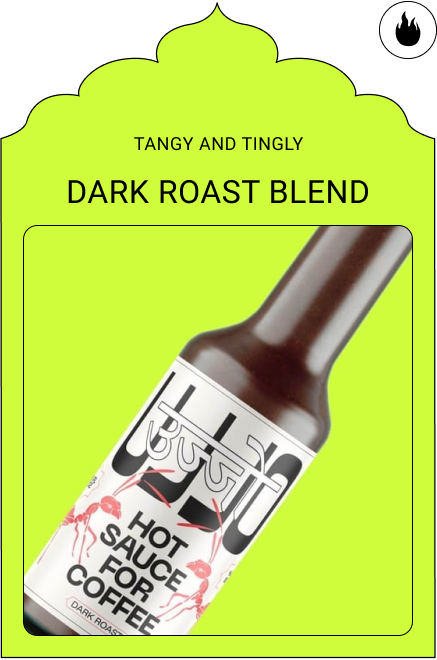 TANGY AND TINGLY
DARK ROAST BLEND
HOT
SAUCE
FOR
COFFEE
DARK ROAST